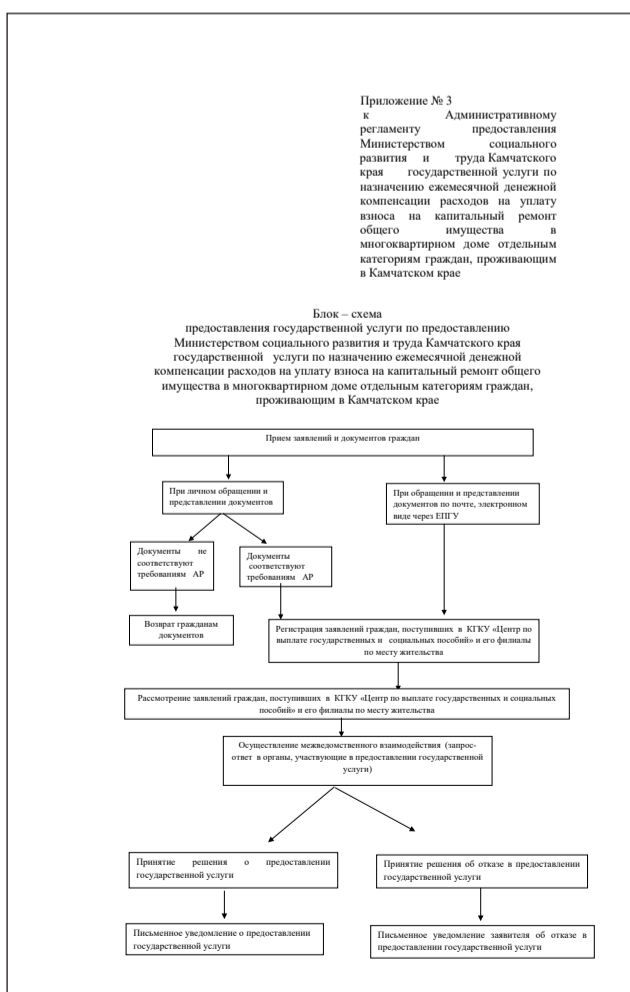 Приложение № 3
к Административному
регламенту предоставления
Министерством социального
развития и труда Камчатского
края государственной услуги по
назначению ежемесячной денежной
компенсации расходов на уплату
взноса на капитальный ремонт
общего имущества в
многоквартирном доме отдельным
категориям граждан, проживающим
в Камчатском крае
Блок – схема
предоставления государственной услуги по предоставлению
Министерством социального развития и труда Камчатского края
государственной услуги по назначению ежемесячной денежной
компенсации расходов на уплату взноса на капитальный ремонт общего
имущества в многоквартирном доме отдельным категориям граждан,
проживающим в Камчатском крае
Прием заявлений и документов граждан
При личном обращении и
представлении документов
При обращении и представлении
документов по почте, электронном
виде через ЕПГУ
Документы не
соответствуют
требованиям АР
Документы
соответствуют
требованиям АР
Возврат гражданам
документов
Регистрация заявлений граждан, поступивших в КГКУ «Центр по
выплате государственных и социальных пособий» и его филиалы
по месту жительства
Рассмотрение заявлений граждан, поступивших в КГКУ «Центр по выплате государственных и социальных
пособий» и его филиалы по месту жительства
Осуществление межведомственного взаимодействия (запрос-
ответ в органы, участвующие в предоставлении государственной
услуги)
Принятие решения о предоставлении
государственной услуги
Принятие решения об отказе в предоставлении
государственной услуги
Письменное уведомление о предоставлении
государственной услуги
Письменное уведомление заявителя об отказе в
предоставлении государственной услуги